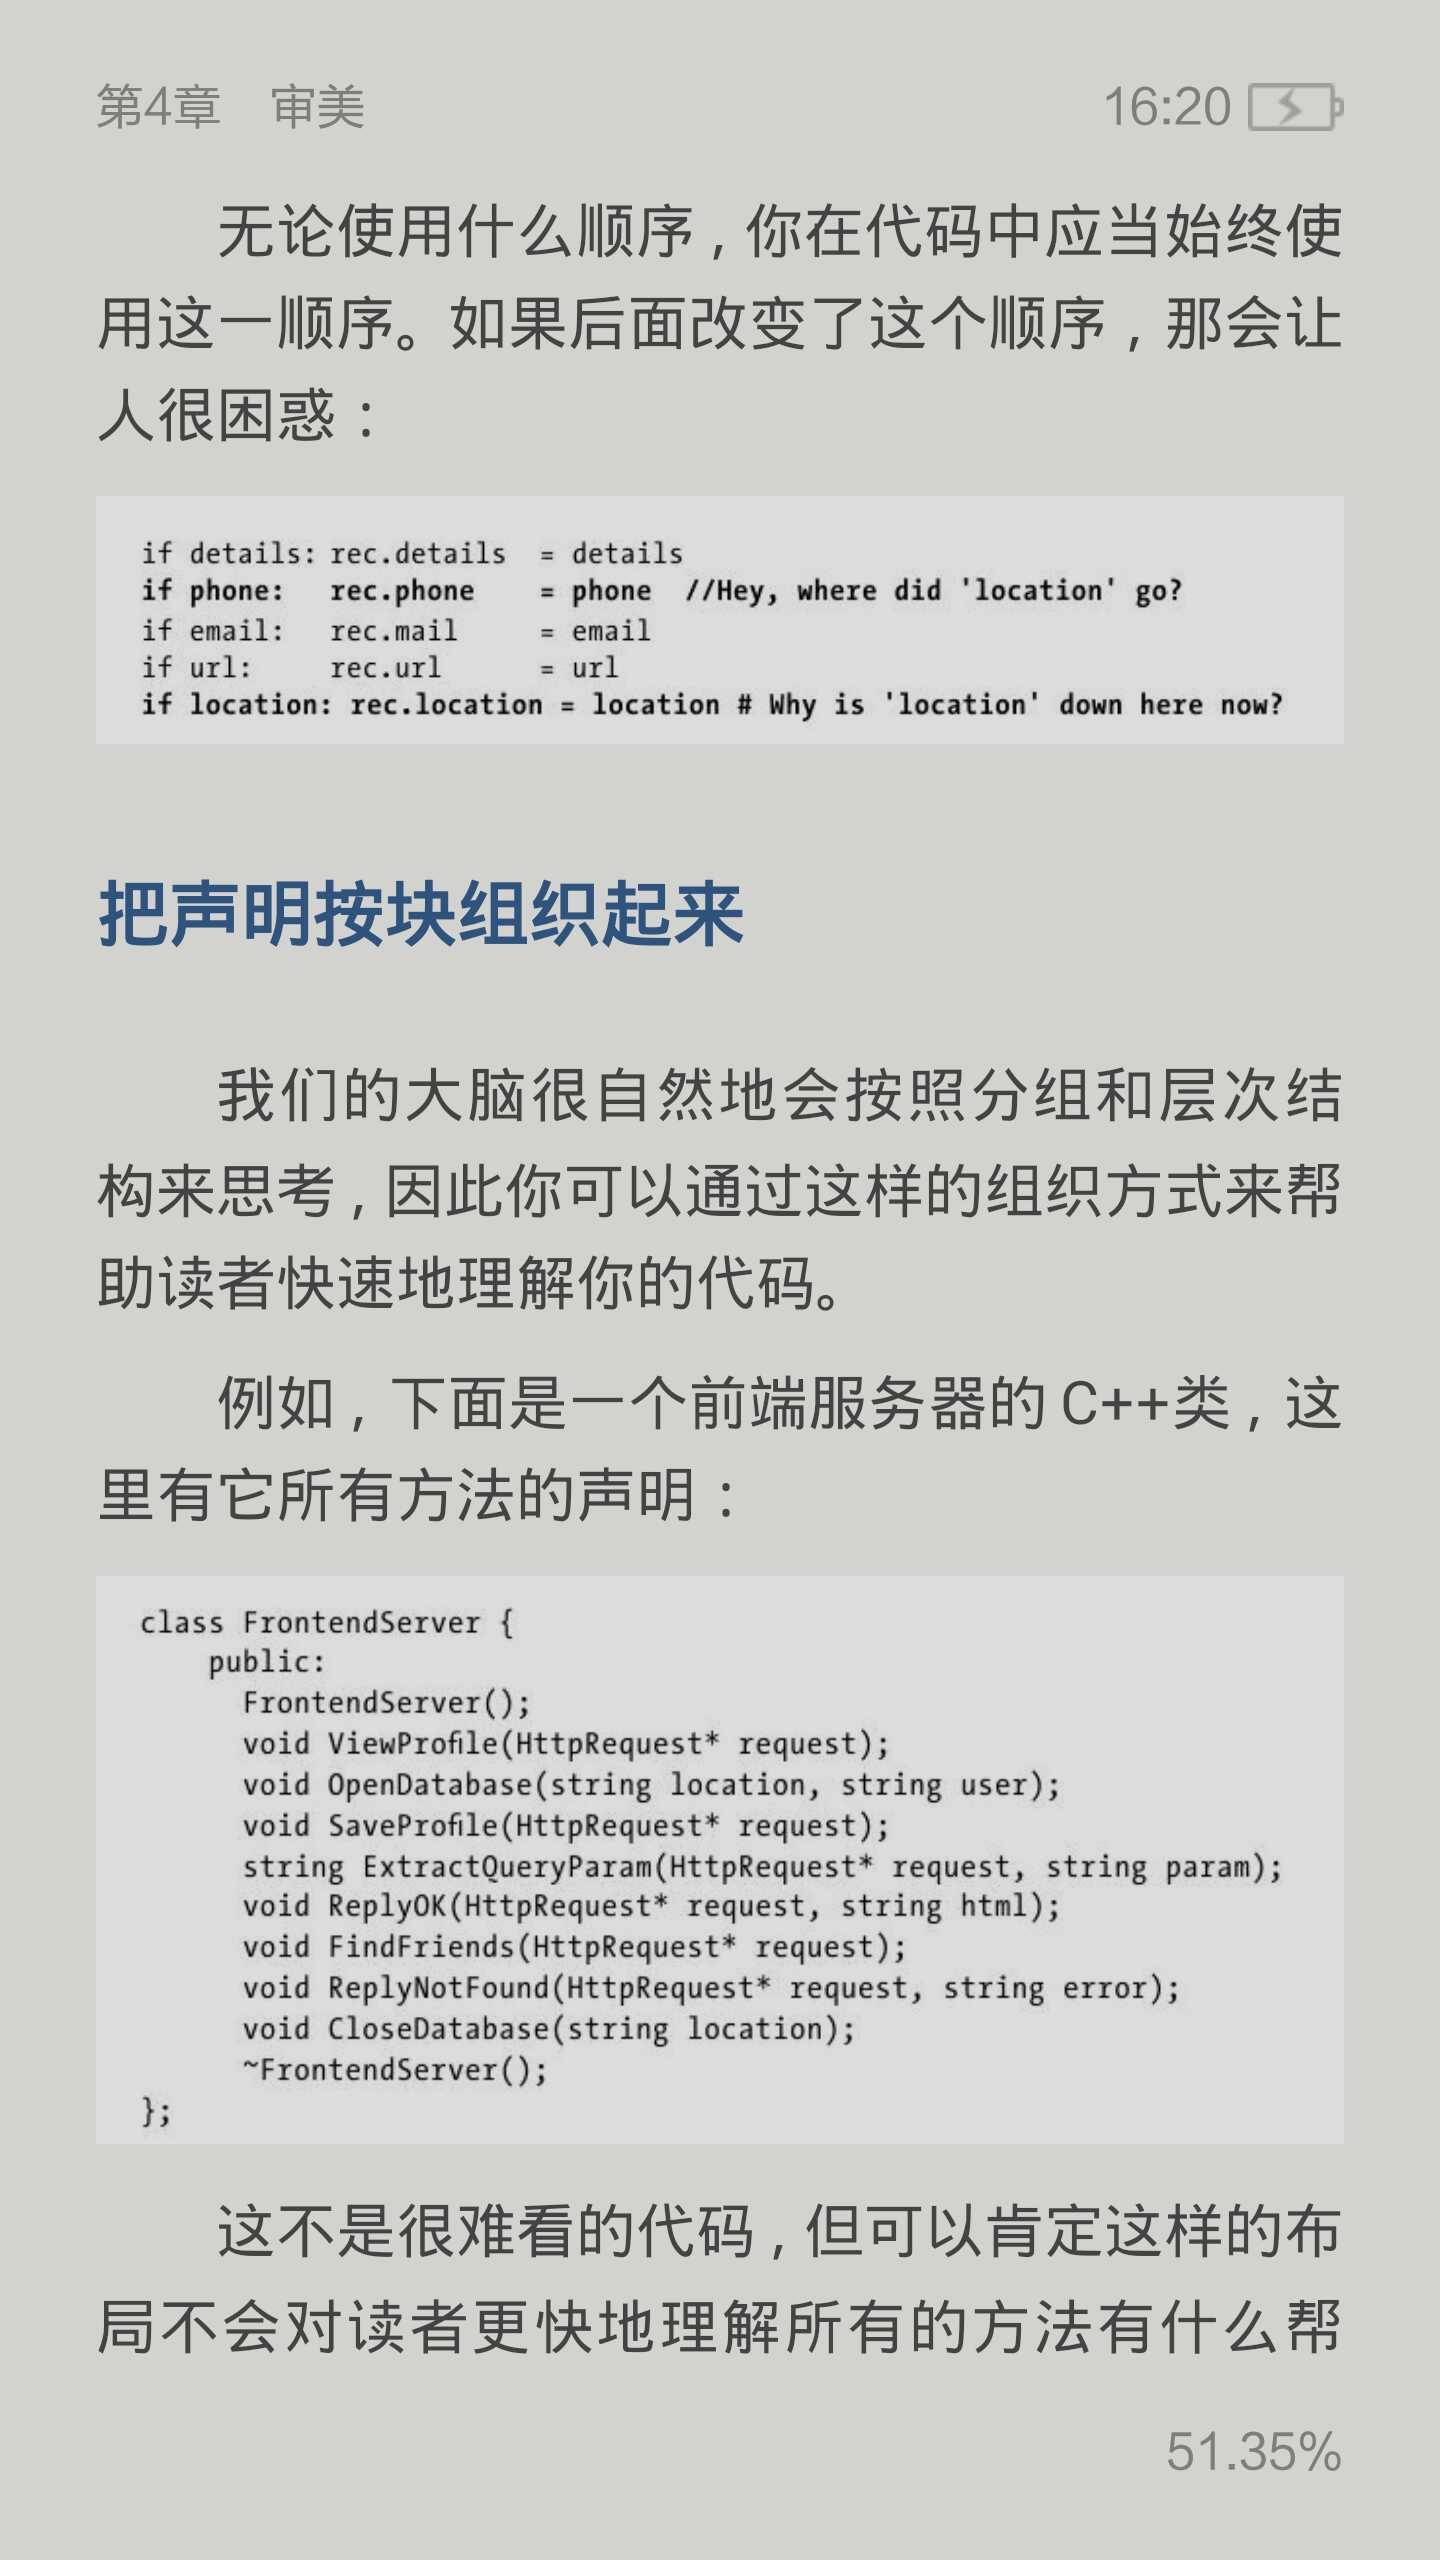 第4章　审美
16:20
无论使用什么顺序，你在代码中应当始终使
用这一顺序。如果后面改变了这个顺序，那会让
人很困惑：
if details: rec.details  = details
if phone:   rec.phone    = phone  //Hey, where did 'location' go?
if email:   rec.mail     = email
if url:     rec.url      = url
if location: rec.location = location # Why is 'location' down here now?
把声明按块组织起来
我们的大脑很自然地会按照分组和层次结
构来思考，因此你可以通过这样的组织方式来帮
助读者快速地理解你的代码。
例如，下面是一个前端服务器的 C++类，这
里有它所有方法的声明：
class FrontendServer {
    public:
      FrontendServer();
      void ViewProfile(HttpRequest* request);
      void OpenDatabase(string location, string user);
      void SaveProfile(HttpRequest* request);
      string ExtractQueryParam(HttpRequest* request, string param);
      void ReplyOK(HttpRequest* request, string html);
      void FindFriends(HttpRequest* request);
      void ReplyNotFound(HttpRequest* request, string error);
      void CloseDatabase(string location);
      ~FrontendServer();
};
这不是很难看的代码，但可以肯定这样的布
局不会对读者更快地理解所有的方法有什么帮
51.35%